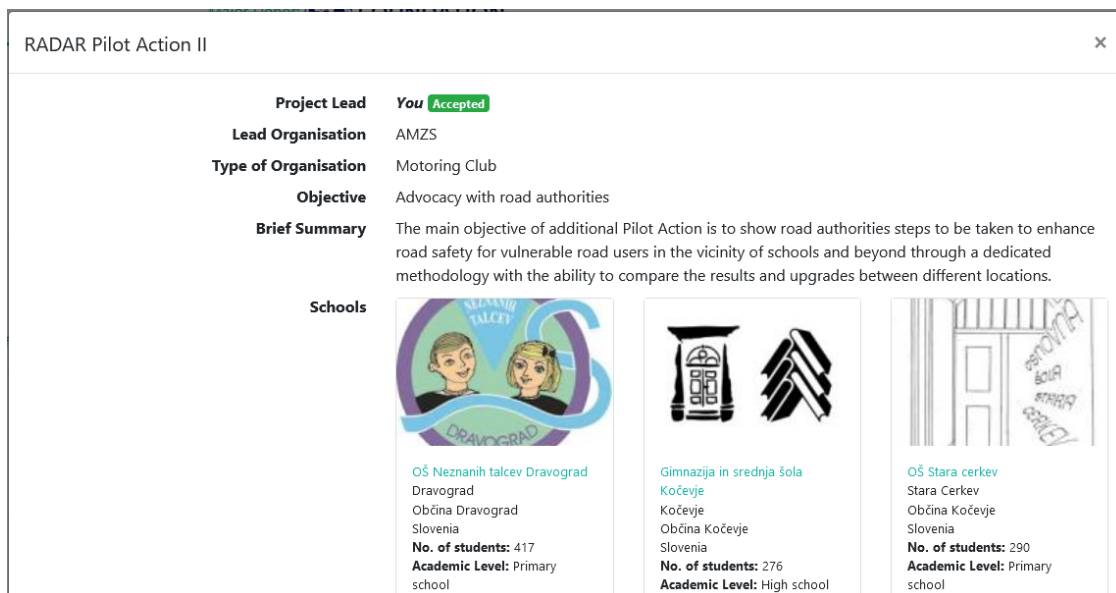 RADAR Pilot Action II
×
Project Lead You Accepted
Lead Organisation AMZS
Type of Organisation Motoring Club
Objective Advocacy with road authorities
Brief Summary The main objective of additional Pilot Action is to show road authorities steps to be taken to enhance
road safety for vulnerable road users in the vicinity of schools and beyond through a dedicated
methodology with the ability to compare the results and upgrades between different locations.
Schools
NEZNANIH
TALCEV
DRAVOGRAD
OŠ Neznanih talcev Dravograd
Dravograd
Občina Dravograd
Slovenia
No. of students: 417
Academic Level: Primary
school
Gimnazija in srednja šola
Kočevje
Kočevje
Občina Kočevje
Slovenia
No. of students: 276
Academic Level: High school
OSNOVNA
ŠOLA
STARA
CERKEV
OŠ Stara cerkev
Stara Cerkev
Občina Kočevje
Slovenia
No. of students: 290
Academic Level: Primary
school